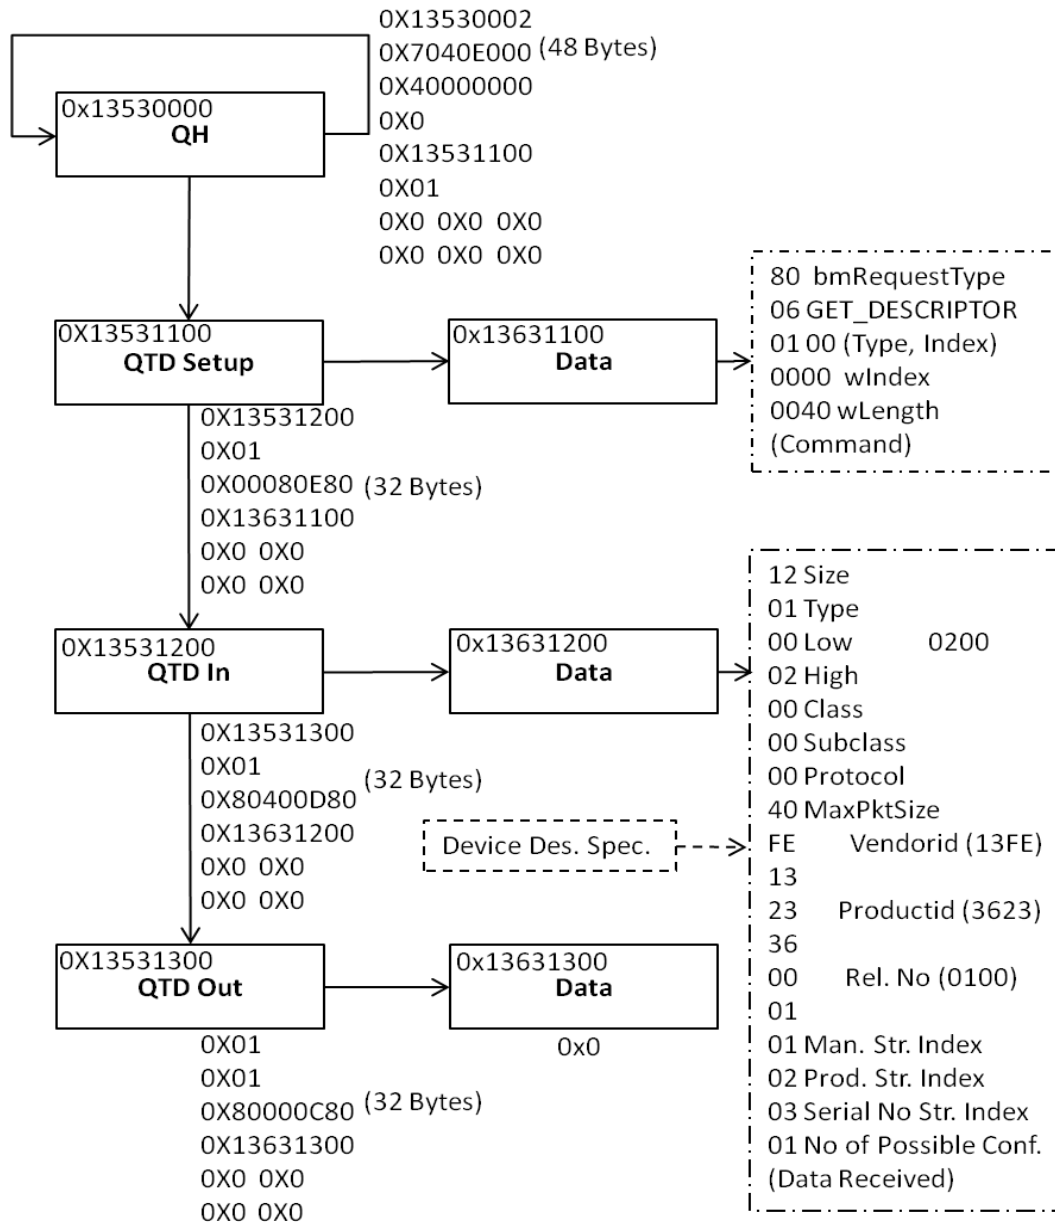 0X13530002
0X7040E000 (48 Bytes)
0X40000000
0X0
0X13531100
0X01
0X0 0X0 0X0
0X0 0X0 0X0
0x13530000
QH
0X13531100
QTD Setup
0x13631100
Data
80 bmRequestType
06 GET_DESCRIPTOR
01 00 (Type, Index)
0000 wIndex
0040 wLength
(Command)
0X13531200
0X01
0X00080E80 (32 Bytes)
0X13631100
0X0 0X0
0X0 0X0
0X13531200
QTD In
0x13631200
Data
12 Size
01 Type
00 Low 0200
02 High
00 Class
00 Subclass
00 Protocol
40 MaxPktSize
FE Vendorid (13FE)
13
23 Productid (3623)
36
00 Rel. No (0100)
01
01 Man. Str. Index
02 Prod. Str. Index
03 Serial No Str. Index
01 No of Possible Conf.
(Data Received)
0X13531300
0X01
0X80400D80 (32 Bytes)
0X13631200
0X0 0X0
0X0 0X0
Device Des. Spec.
0X13531300
QTD Out
0x13631300
Data
0x0
0X01
0X01
0X80000C80 (32 Bytes)
0X13631300
0X0 0X0
0X0 0X0